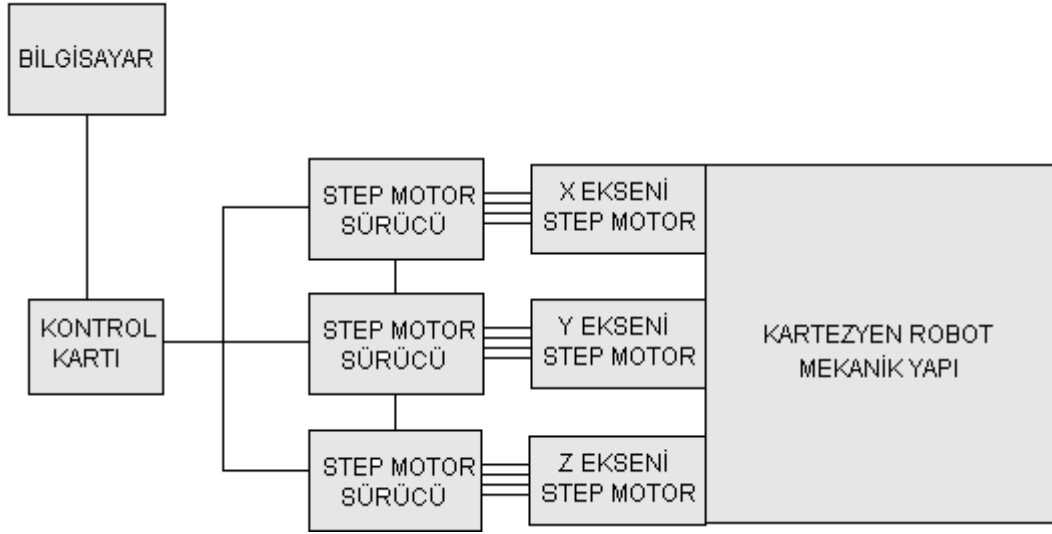 BİLGİSAYAR
STEP MOTOR
SÜRÜCÜ
X EKSENİ
STEP MOTOR
KONTROL
KARTI
STEP MOTOR
SÜRÜCÜ
Y EKSENİ
STEP MOTOR
KARTEZYEN ROBOT
MEKANİK YAPI
STEP MOTOR
SÜRÜCÜ
Z EKSENİ
STEP MOTOR